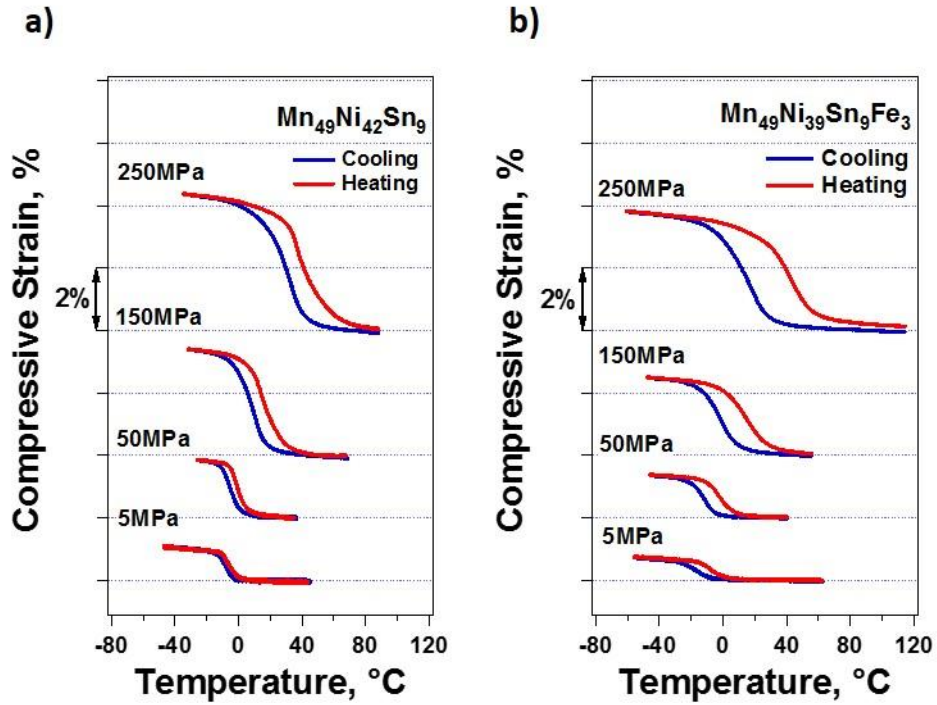 a)
Mn₄₉Ni₄₂Sn₉
Cooling
Heating
250MPa
2%
150MPa
50MPa
5MPa
Compressive Strain, %
-80 -40 0 40 80 120
Temperature, °C
b)
Mn₄₉Ni₃₉Sn₉Fe₃
Cooling
Heating
250MPa
2%
150MPa
50MPa
5MPa
Compressive Strain, %
-80 -40 0 40 80 120
Temperature, °C